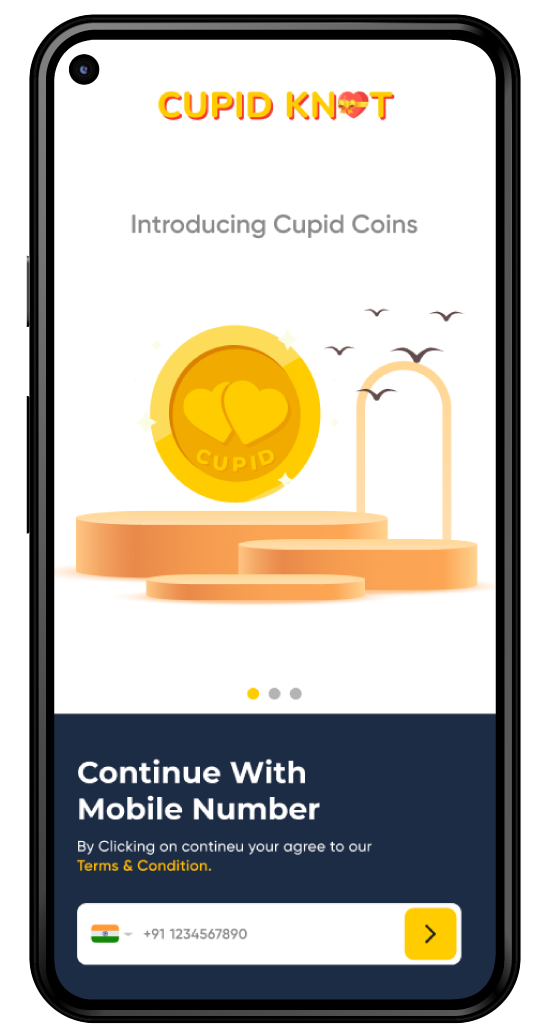 CUPID KNOT
Introducing Cupid Coins
CUPID
Continue With
Mobile Number
By Clicking on contineu your agree to our
Terms & Condition.
+91 1234567890